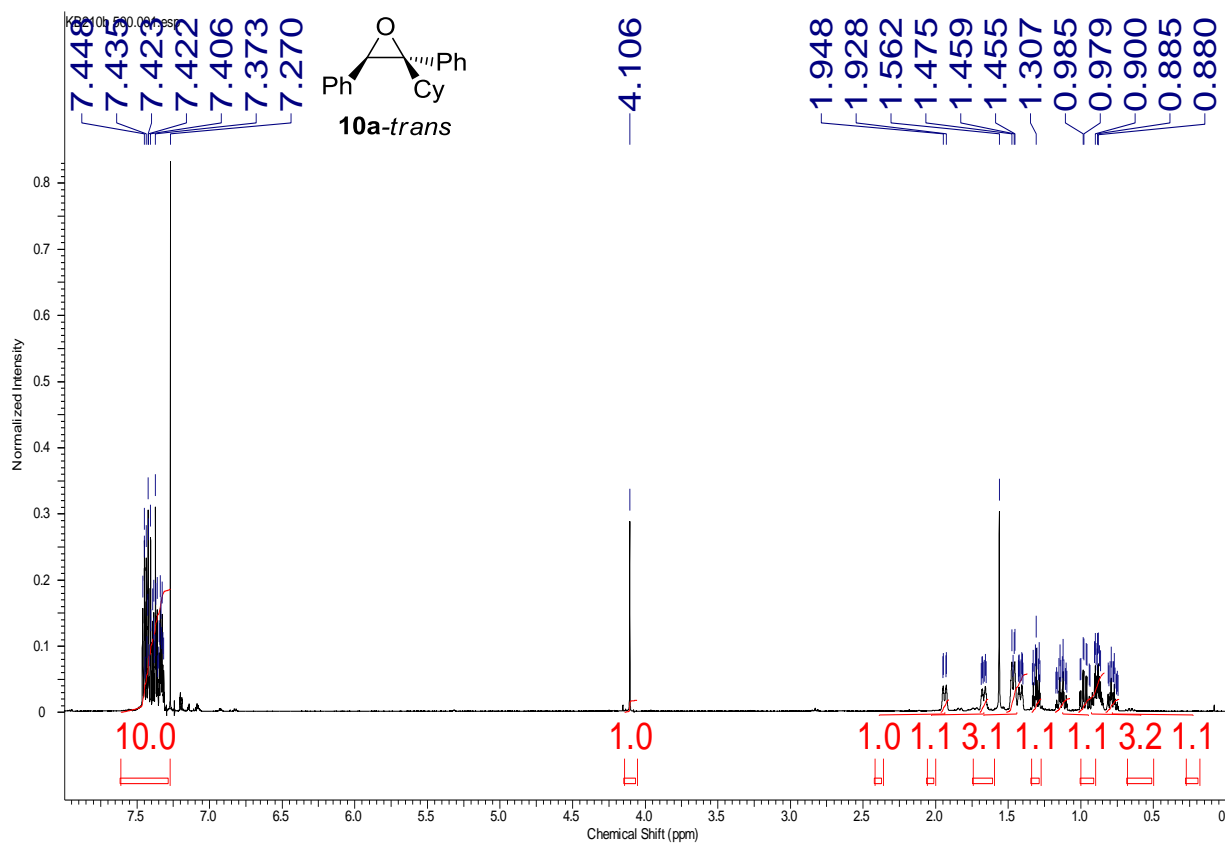 KB210b 500.001.esp
7.448
7.435
7.423
7.422
7.406
7.373
7.270
4.106
1.948
1.928
1.562
1.475
1.459
1.455
1.307
0.985
0.979
0.900
0.885
0.880
O
Ph
Ph
Cy
10a-trans
Normalized Intensity
0.8
0.7
0.6
0.5
0.4
0.3
0.2
0.1
0
10.0 1.0 1.0 1.1 3.1 1.1 1.1 3.2 1.1
7.5 7.0 6.5 6.0 5.5 5.0 4.5 4.0 3.5 3.0 2.5 2.0 1.5 1.0 0.5 0
Chemical Shift (ppm)